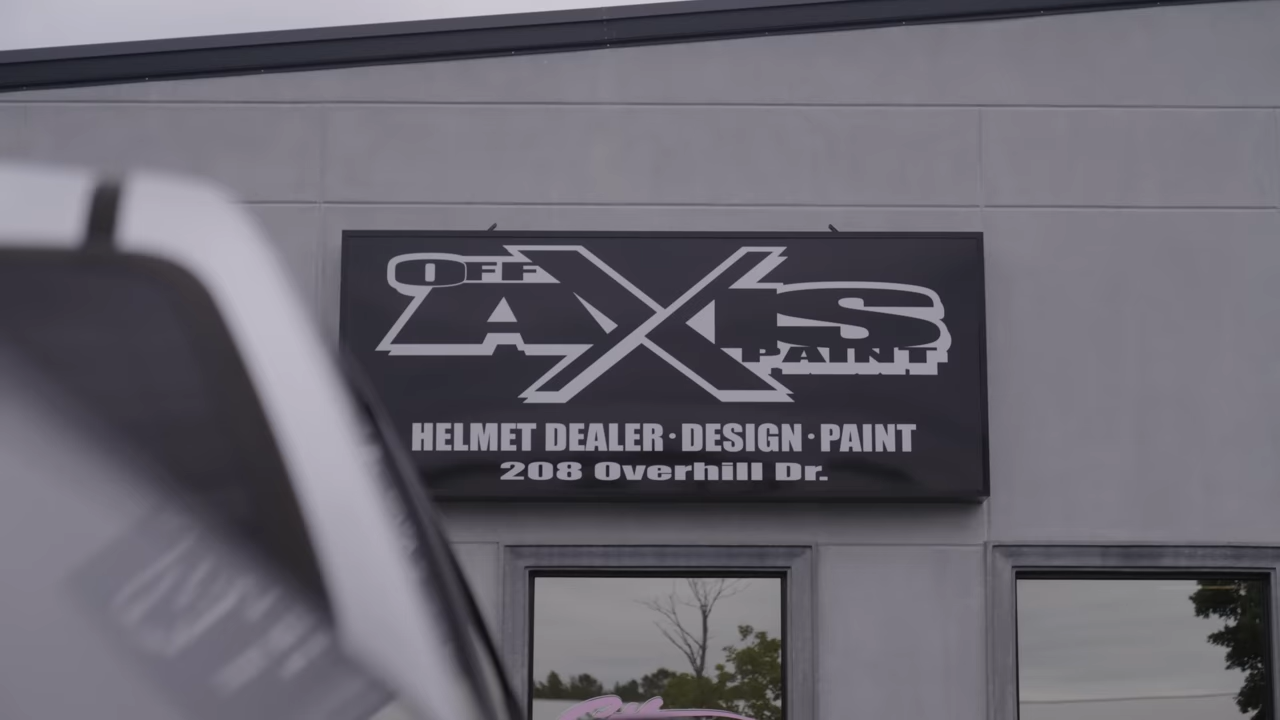 OFF
AXIS
PAINT
HELMET DEALER · DESIGN · PAINT
208 Overhill Dr.